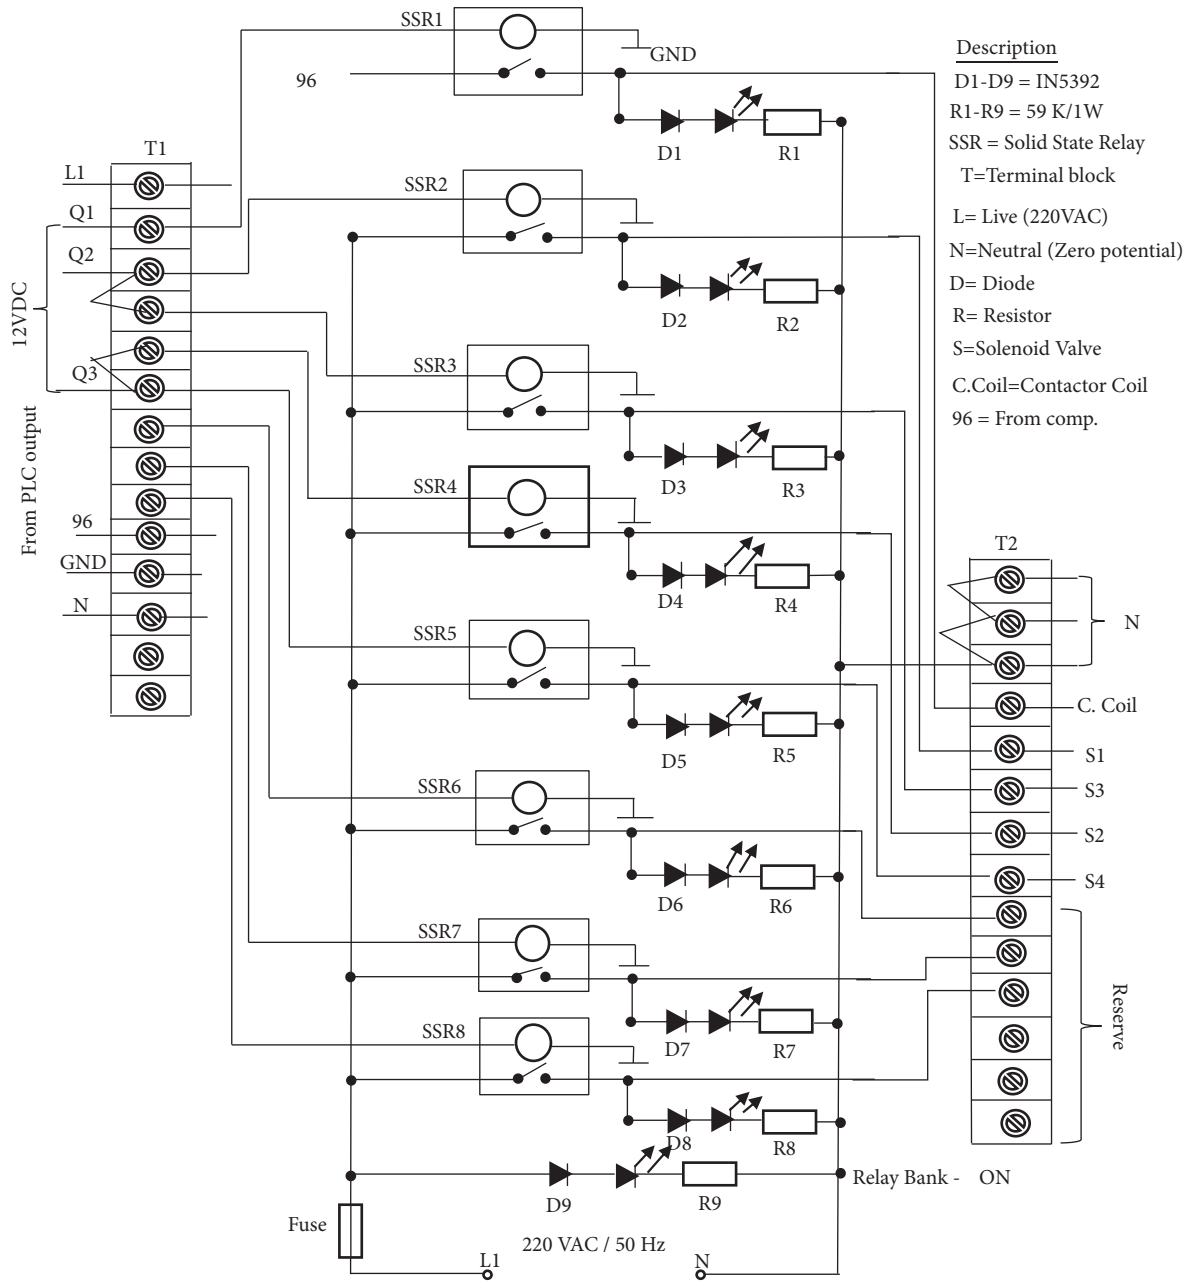 SSR1
GND
96
D1
R1
Description
D1-D9 = IN5392
R1-R9 = 59 K/1W
SSR = Solid State Relay
T=Terminal block
L= Live (220VAC)
N=Neutral (Zero potential)
D= Diode
R= Resistor
S=Solenoid Valve
C.Coil=Contactor Coil
96 = From comp.
T1
L1
Q1
Q2
Q3
12VDC
From PLC output
96
GND
N
SSR2
D2
R2
SSR3
D3
R3
SSR4
D4
R4
SSR5
D5
R5
SSR6
D6
R6
SSR7
D7
R7
SSR8
D8
R8
D9
R9
Relay Bank - ON
Fuse
220 VAC / 50 Hz
L1
N
T2
N
C. Coil
S1
S3
S2
S4
Reserve